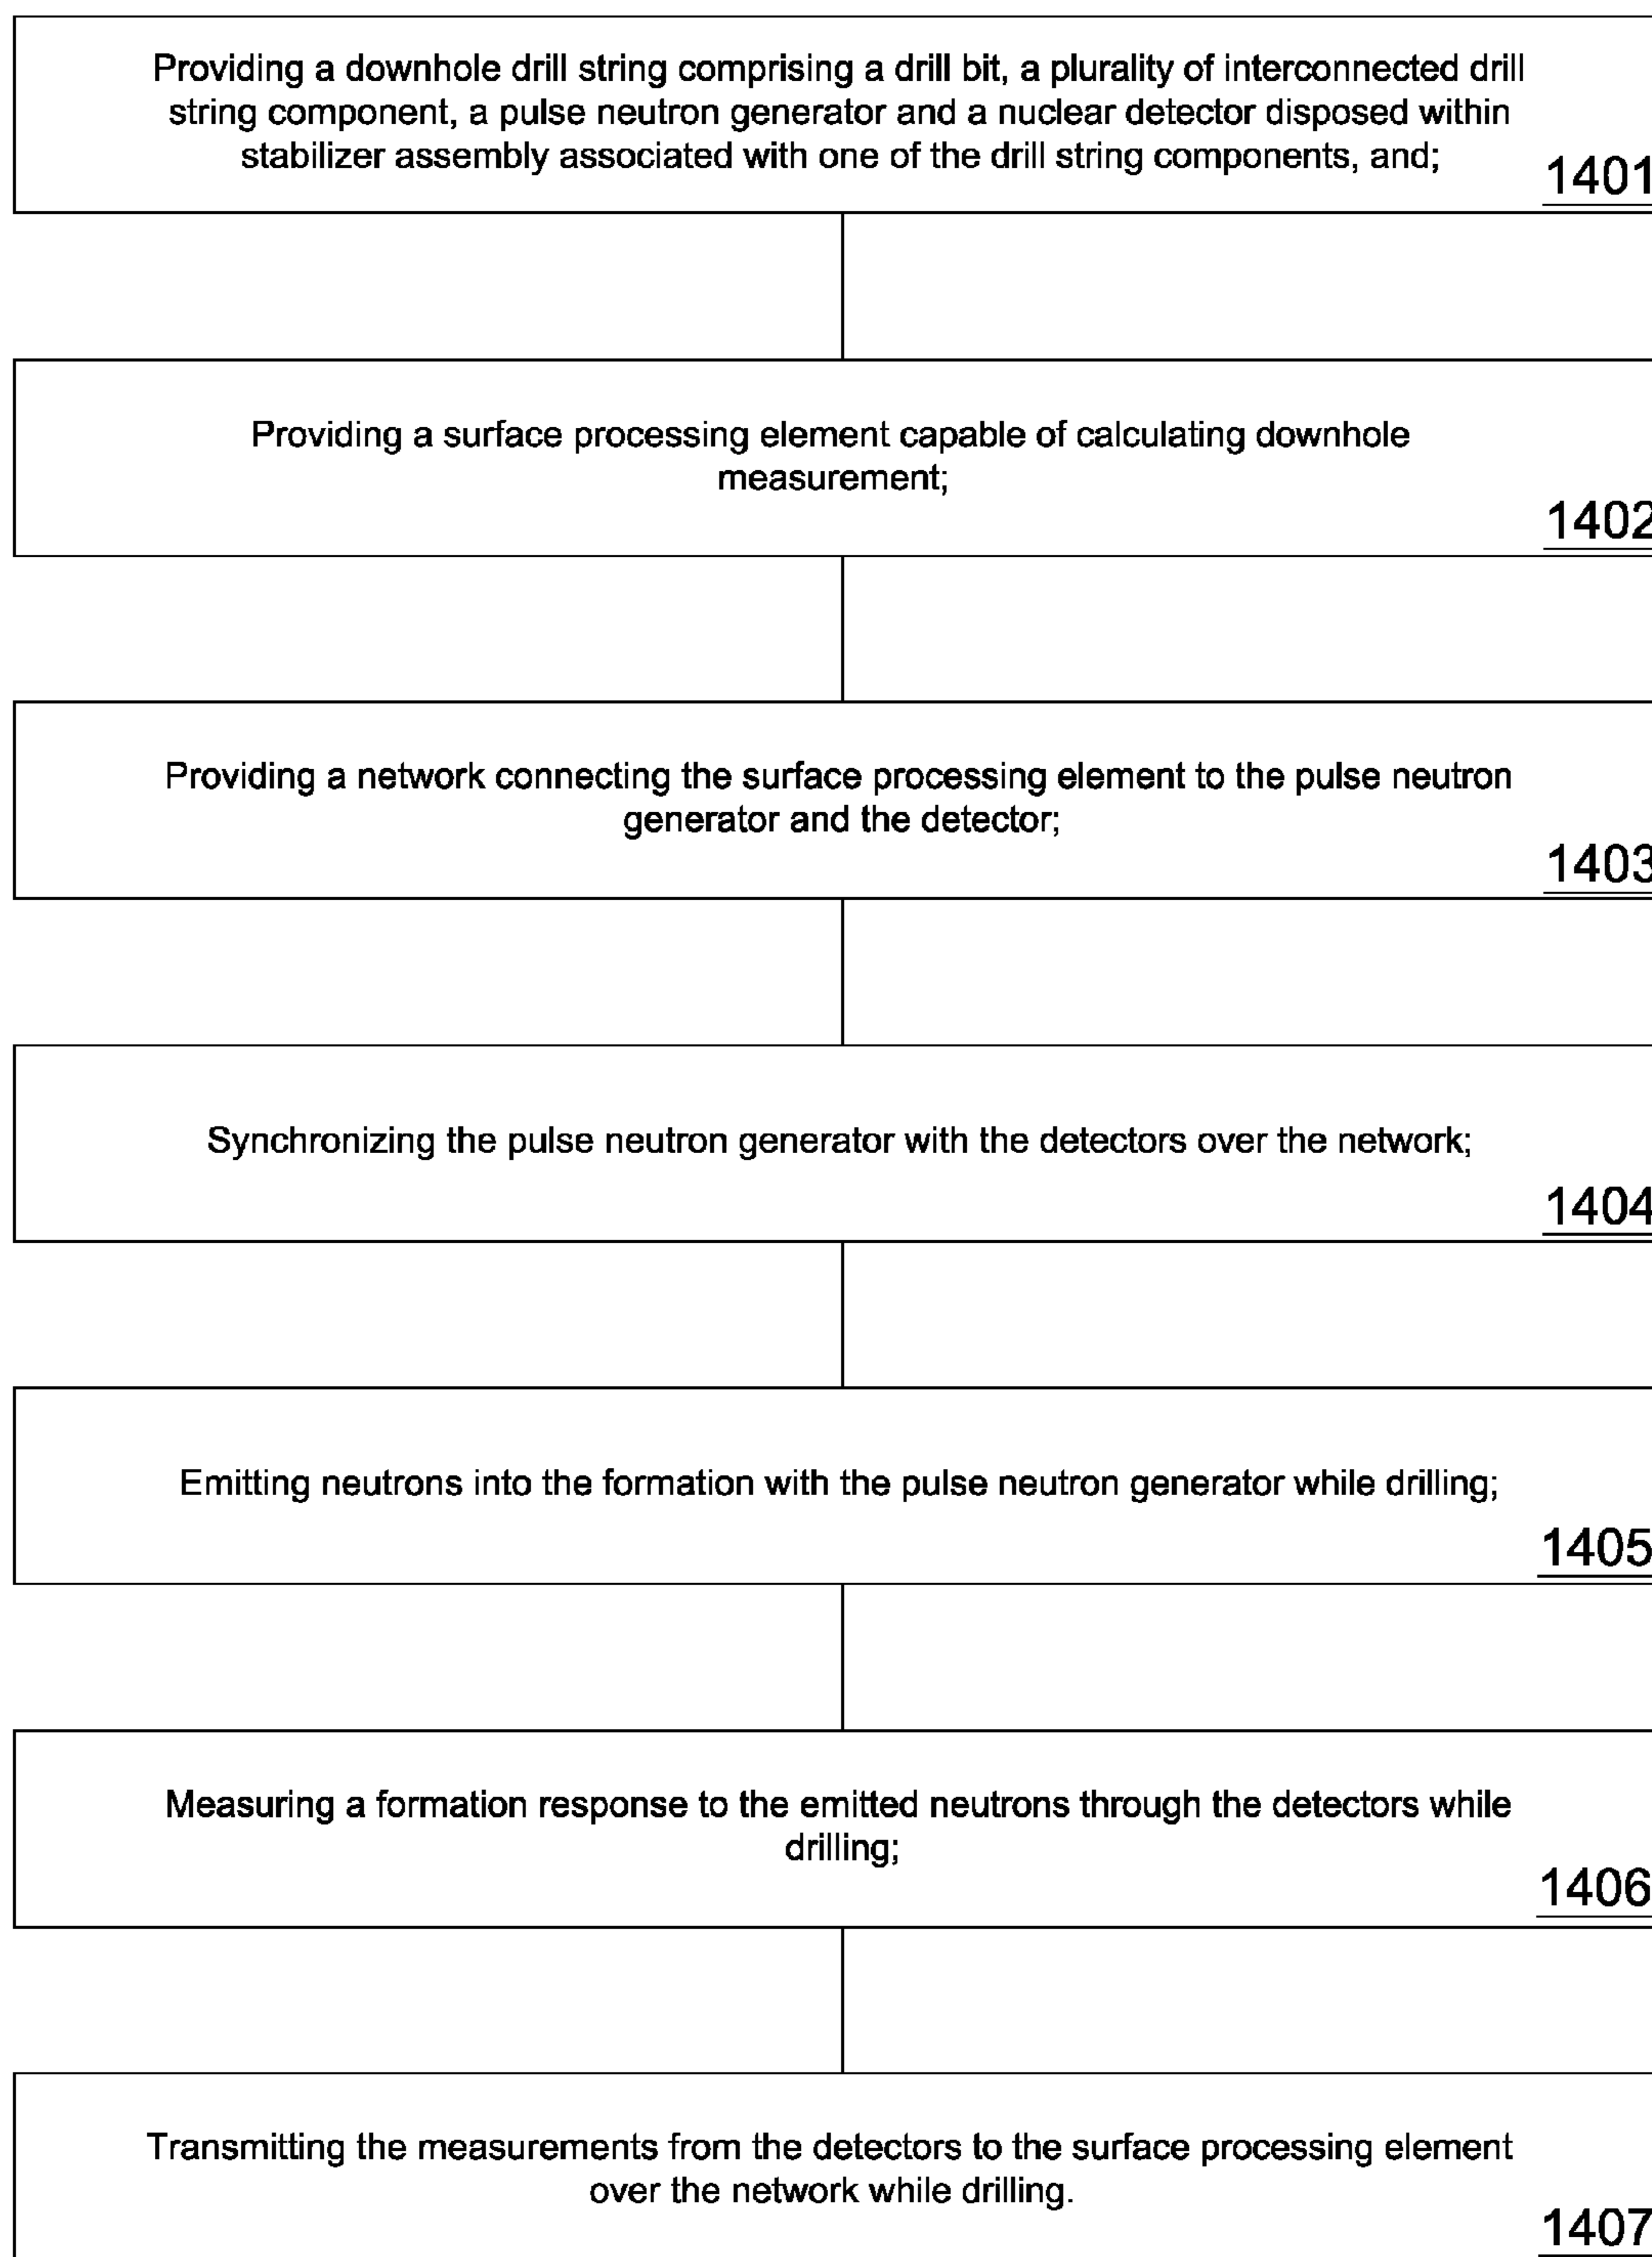 Providing a downhole drill string comprising a drill bit, a plurality of interconnected drill
string component, a pulse neutron generator and a nuclear detector disposed within
stabilizer assembly associated with one of the drill string components, and;
1401
Providing a surface processing element capable of calculating downhole
measurement;
1402
Providing a network connecting the surface processing element to the pulse neutron
generator and the detector;
1403
Synchronizing the pulse neutron generator with the detectors over the network;
1404
Emitting neutrons into the formation with the pulse neutron generator while drilling;
1405
Measuring a formation response to the emitted neutrons through the detectors while
drilling;
1406
Transmitting the measurements from the detectors to the surface processing element
over the network while drilling.
1407